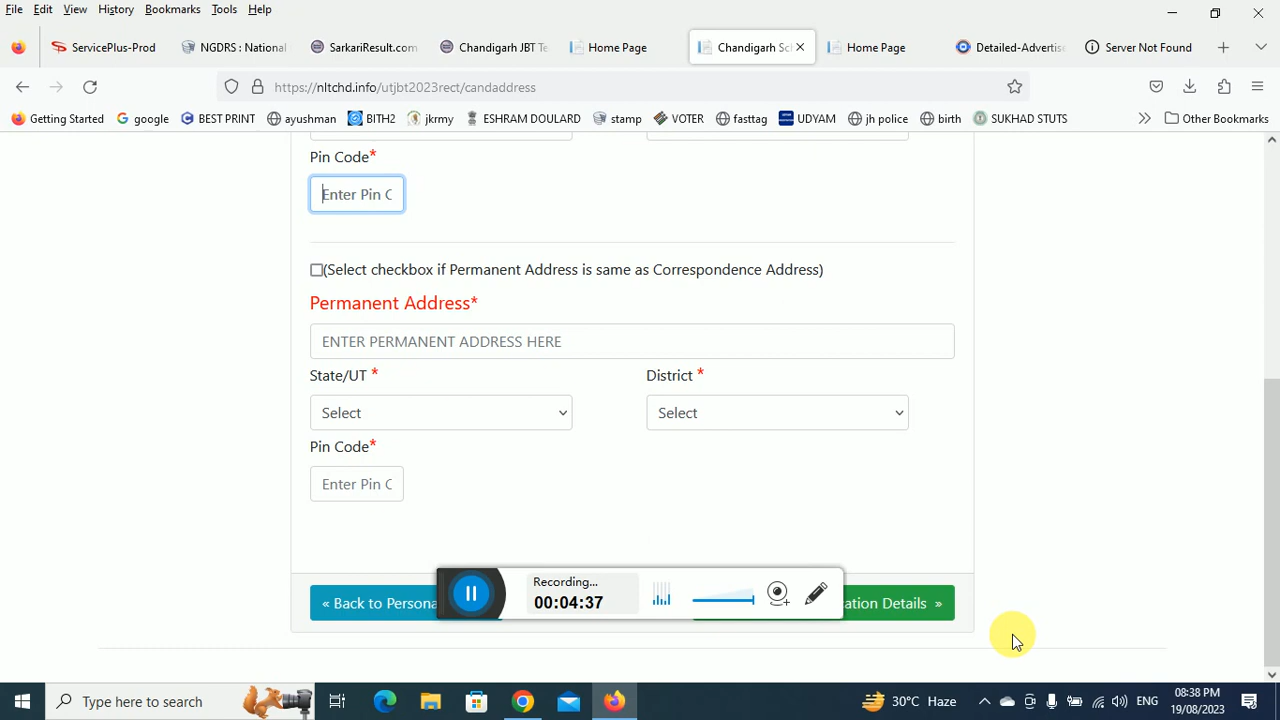 File Edit View History Bookmarks Tools Help
ServicePlus-Prod NGDRS : National SarkariResult.com Chandigarh JBT Te Home Page Chandigarh Sc Home Page Detailed-Advertise Server Not Found
https://nltchd.info/utjbt2023rect/candaddress
Getting Started google BEST PRINT ayushman BITH2 jkrmy ESHRAM DOULARD stamp VOTER fasttag UDYAM jh police birth SUKHAD STUTS Other Bookmarks
Pin Code*
Enter Pin C
(Select checkbox if Permanent Address is same as Correspondence Address)
Permanent Address*
ENTER PERMANENT ADDRESS HERE
State/UT * District *
Select Select
Pin Code*
Enter Pin C
Recording...
00:04:37
« Back to Persona ation Details »
Type here to search 30°C Haze ENG 08:38 PM
19/08/2023